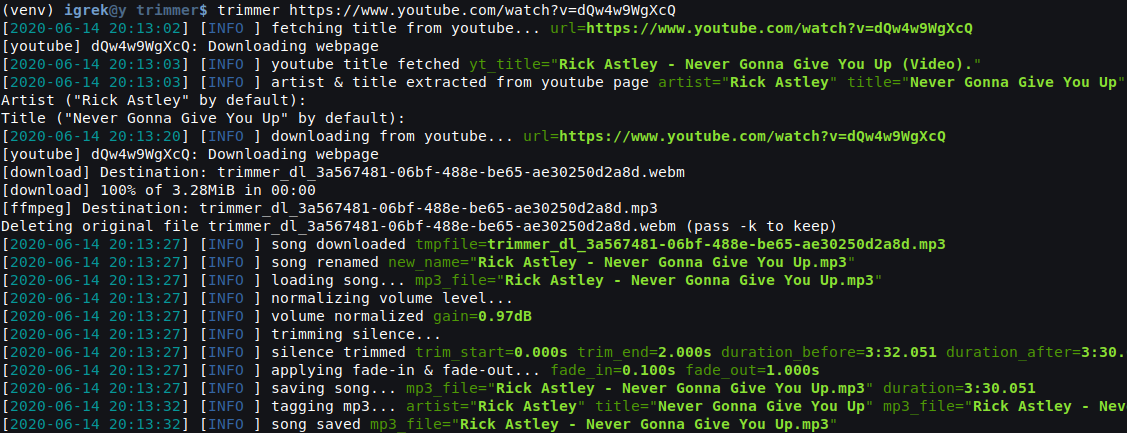 (venv) igrek@y trimmer$ trimmer https://www.youtube.com/watch?v=dQw4w9WgXcQ
[2020-06-14 20:13:02] [INFO ] fetching title from youtube... url=https://www.youtube.com/watch?v=dQw4w9WgXcQ
[youtube] dQw4w9WgXcQ: Downloading webpage
[2020-06-14 20:13:03] [INFO ] youtube title fetched yt_title="Rick Astley - Never Gonna Give You Up (Video)."
[2020-06-14 20:13:03] [INFO ] artist & title extracted from youtube page artist="Rick Astley" title="Never Gonna Give You Up"
Artist ("Rick Astley" by default):
Title ("Never Gonna Give You Up" by default):
[2020-06-14 20:13:20] [INFO ] downloading from youtube... url=https://www.youtube.com/watch?v=dQw4w9WgXcQ
[youtube] dQw4w9WgXcQ: Downloading webpage
[download] Destination: trimmer_dl_3a567481-06bf-488e-be65-ae30250d2a8d.webm
[download] 100% of 3.28MiB in 00:00
[ffmpeg] Destination: trimmer_dl_3a567481-06bf-488e-be65-ae30250d2a8d.mp3
Deleting original file trimmer_dl_3a567481-06bf-488e-be65-ae30250d2a8d.webm (pass -k to keep)
[2020-06-14 20:13:27] [INFO ] song downloaded tmpfile=trimmer_dl_3a567481-06bf-488e-be65-ae30250d2a8d.mp3
[2020-06-14 20:13:27] [INFO ] song renamed new_name="Rick Astley - Never Gonna Give You Up.mp3"
[2020-06-14 20:13:27] [INFO ] loading song... mp3_file="Rick Astley - Never Gonna Give You Up.mp3"
[2020-06-14 20:13:27] [INFO ] normalizing volume level...
[2020-06-14 20:13:27] [INFO ] volume normalized gain=0.97dB
[2020-06-14 20:13:27] [INFO ] trimming silence...
[2020-06-14 20:13:27] [INFO ] silence trimmed trim_start=0.000s trim_end=2.000s duration_before=3:32.051 duration_after=3:30.
[2020-06-14 20:13:27] [INFO ] applying fade-in & fade-out... fade_in=0.100s fade_out=1.000s
[2020-06-14 20:13:27] [INFO ] saving song... mp3_file="Rick Astley - Never Gonna Give You Up.mp3" duration=3:30.051
[2020-06-14 20:13:32] [INFO ] tagging mp3... artist="Rick Astley" title="Never Gonna Give You Up" mp3_file="Rick Astley - Nev
[2020-06-14 20:13:32] [INFO ] song saved mp3_file="Rick Astley - Never Gonna Give You Up.mp3"